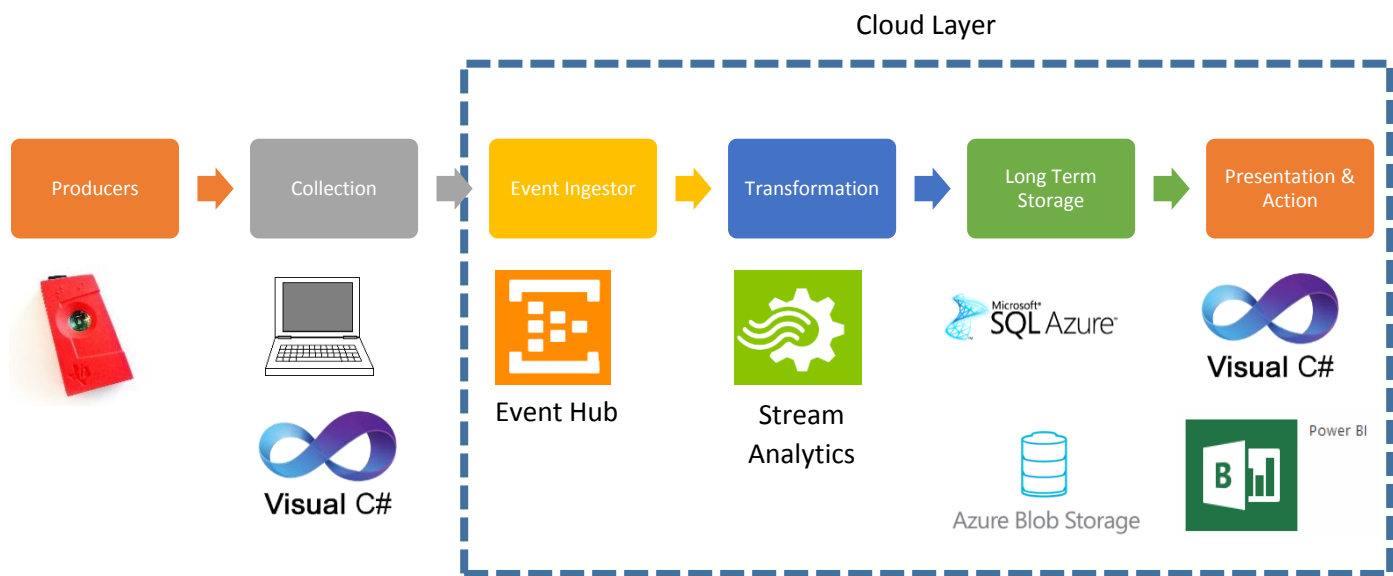 Cloud Layer
Producers
Collection
Event Ingestor
Transformation
Long Term
Storage
Presentation &
Action
Visual C#
Event Hub
Stream
Analytics
Microsoft®
SQL Azure™
Azure Blob Storage
Visual C#
B
Power BI